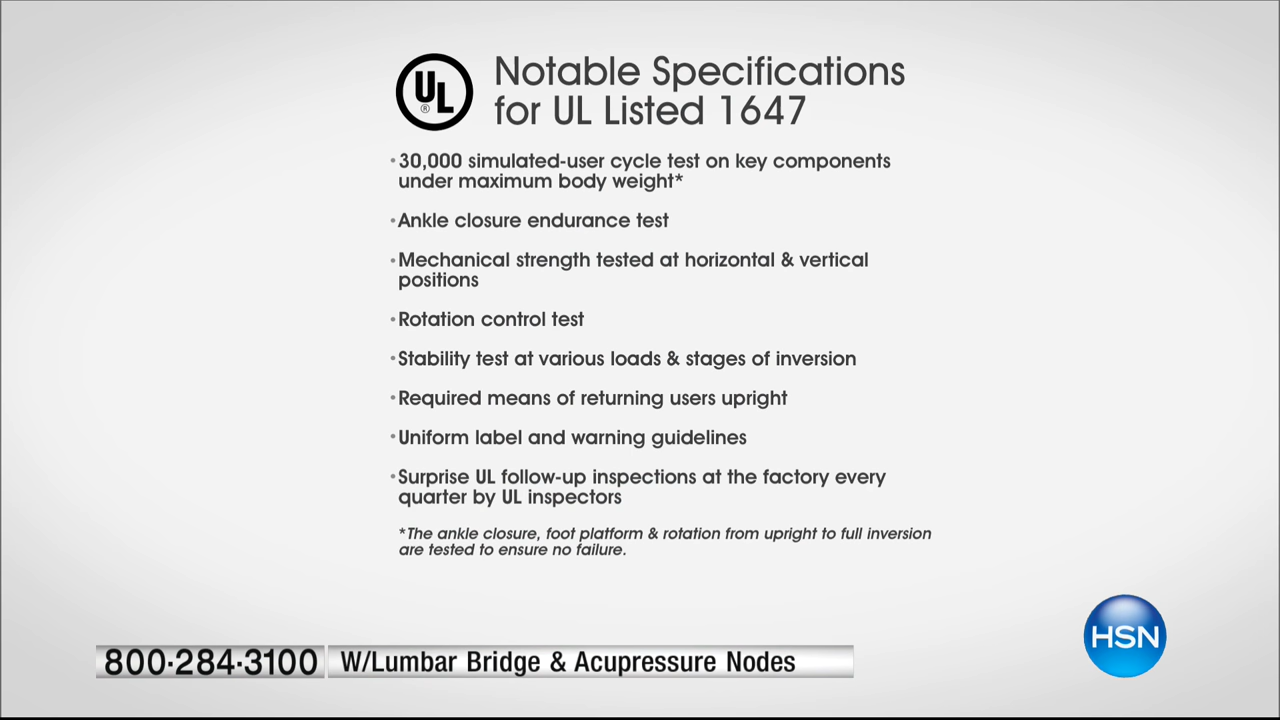 UL
®
Notable Specifications
for UL Listed 1647
•30,000 simulated-user cycle test on key components
under maximum body weight*
•Ankle closure endurance test
•Mechanical strength tested at horizontal & vertical
positions
•Rotation control test
•Stability test at various loads & stages of inversion
•Required means of returning users upright
•Uniform label and warning guidelines
•Surprise UL follow-up inspections at the factory every
quarter by UL inspectors
*The ankle closure, foot platform & rotation from upright to full inversion
are tested to ensure no failure.
HSN
800·284·3100 W/Lumbar Bridge & Acupressure Nodes